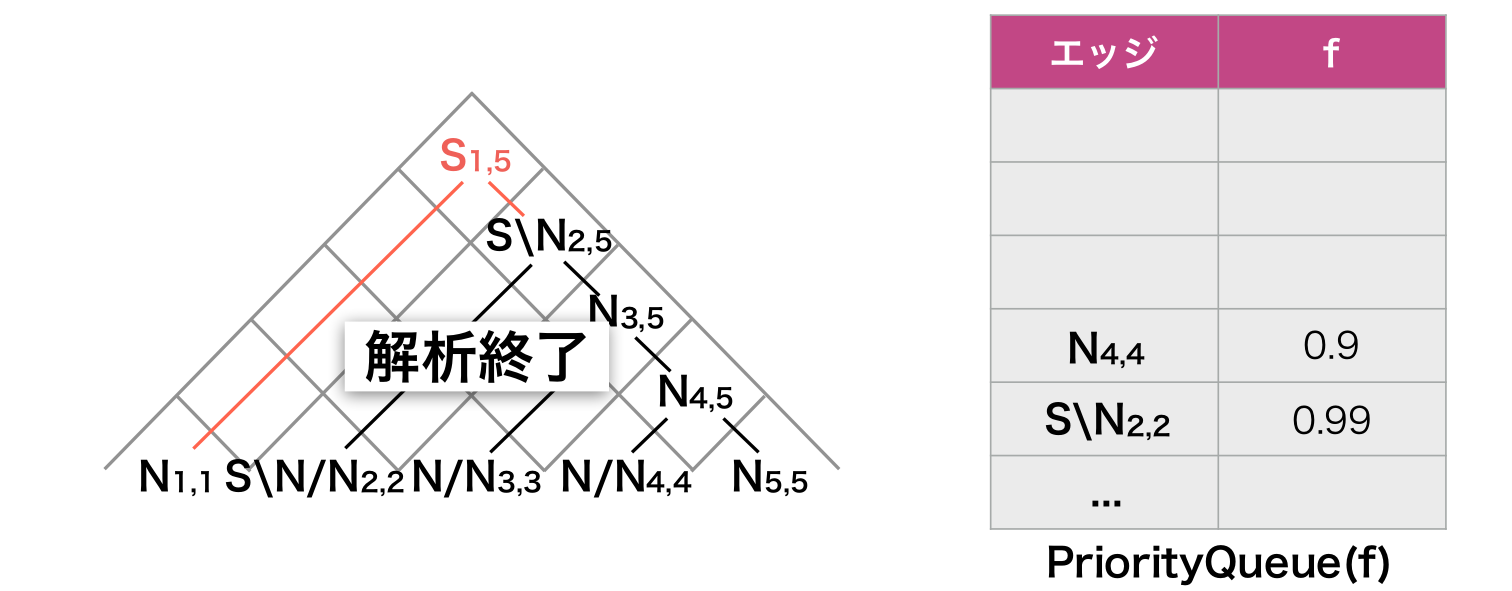 S1,5
S\N2,5
N3,5
解析終了
N4,5
N1,1 S\N/N2,2 N/N3,3 N/N4,4 N5,5
エッジ f
N4,4 0.9
S\N2,2 0.99
...
PriorityQueue(f)